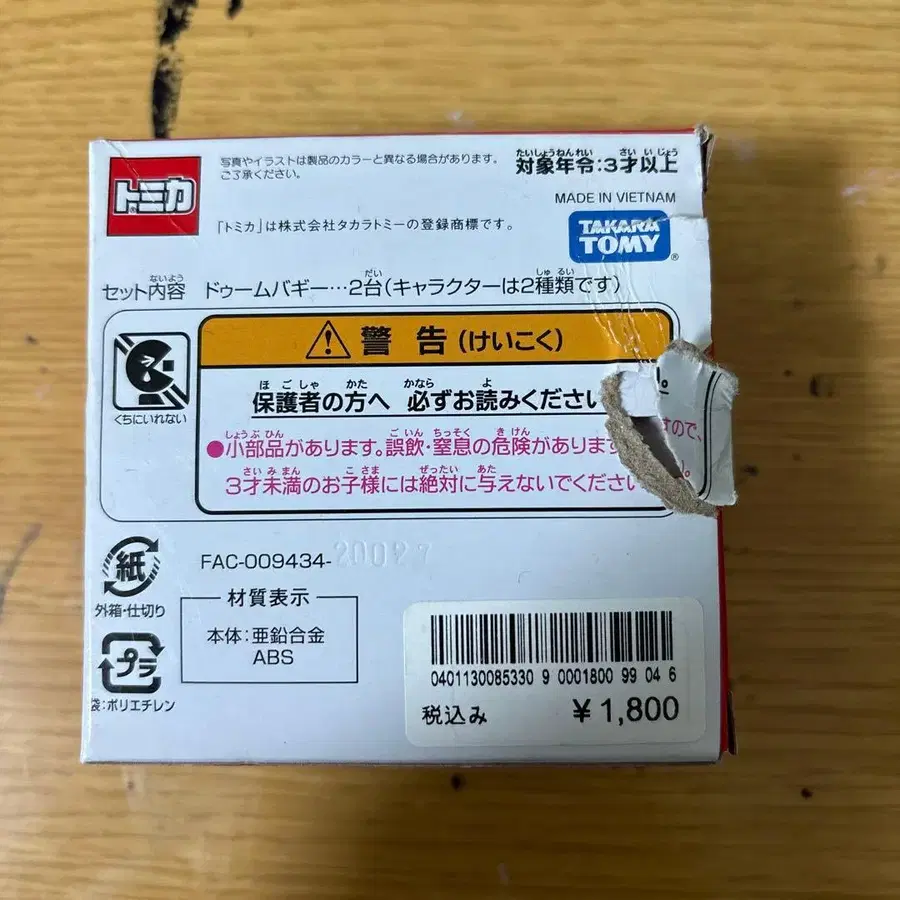 トミカ
写真やイラストは製品のカラーと異なる場合があります。
ご了承ください。
たいしょうねんれい さい いじょう
対象年令:3才以上
MADE IN VIETNAM
「トミカ」は株式会社タカラトミーの登録商標です。
TAKARA
TOMY®
ないよう だい しゅ るい
セット内容 ドゥームバギー…2台(キャラクターは2種類です)
警告(けいこく)
くちにいれない
ほ ご しゃ かた かなら よ
保護者の方へ 必ずお読みください。
しょうぶ ひん ご いん ちっそく き けん
●小部品があります。誤飲・窒息の危険がありますので、
さい み まん こ さま ぜったい あた
3才未満のお子様には絶対に与えないでください。
紙
外箱・仕切り
FAC-009434-
材質表示
本体:亜鉛合金
ABS
プラ
袋:ポリエチレン
0401130085330 9 0001800 99 04 6
税込み ¥1,800